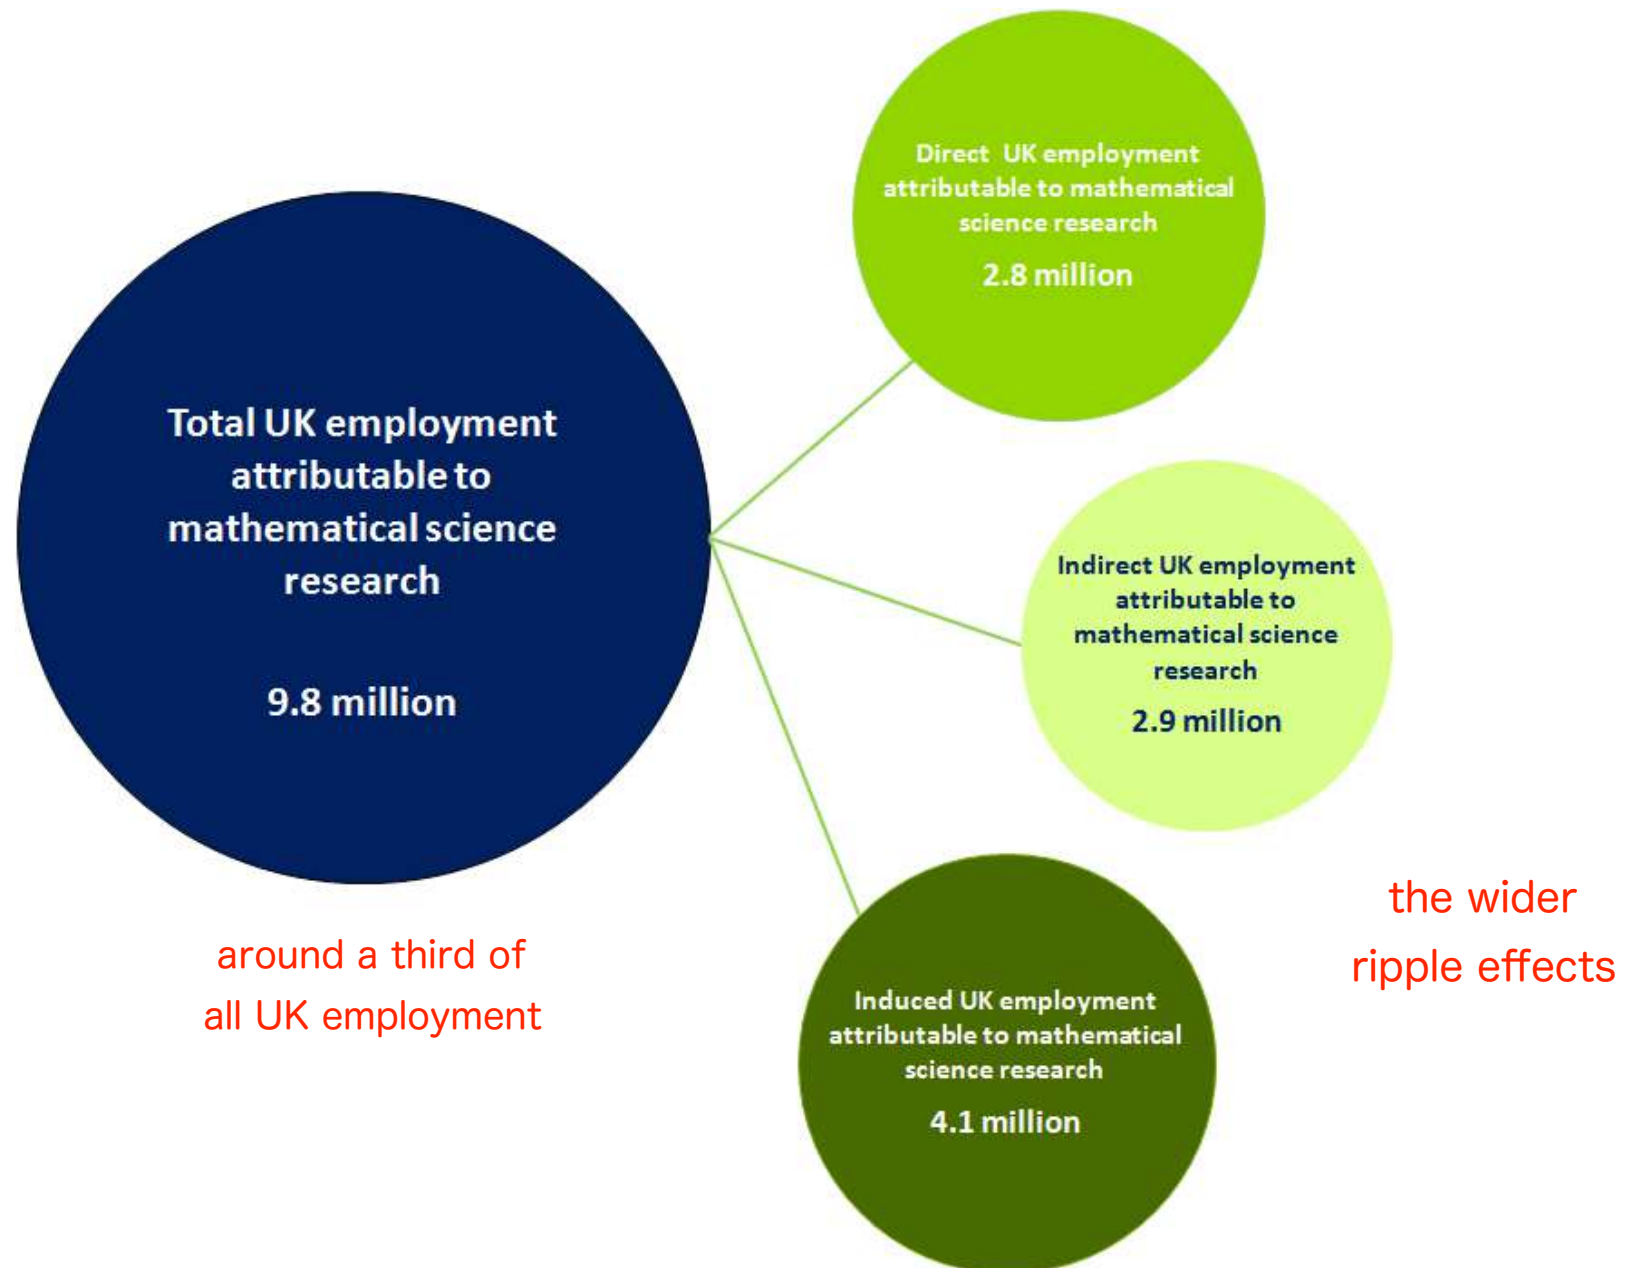 Total UK employment
attributable to
mathematical science
research
9.8 million
around a third of
all UK employment
Direct UK employment
attributable to mathematical
science research
2.8 million
Indirect UK employment
attributable to
mathematical science
research
2.9 million
the wider
ripple effects
Induced UK employment
attributable to mathematical
science research
4.1 million